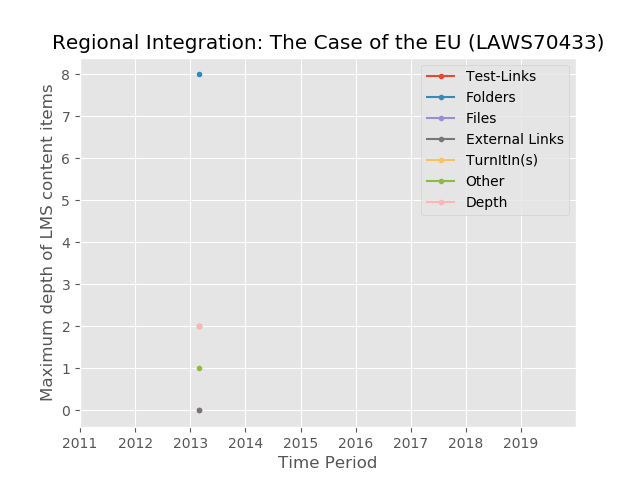 Regional Integration: The Case of the EU (LAWS70433)
Maximum depth of LMS content items
8
7
6
5
4
3
2
1
0
Test-Links
Folders
Files
External Links
TurnItIn(s)
Other
Depth
2011 2012 2013 2014 2015 2016 2017 2018 2019
Time Period